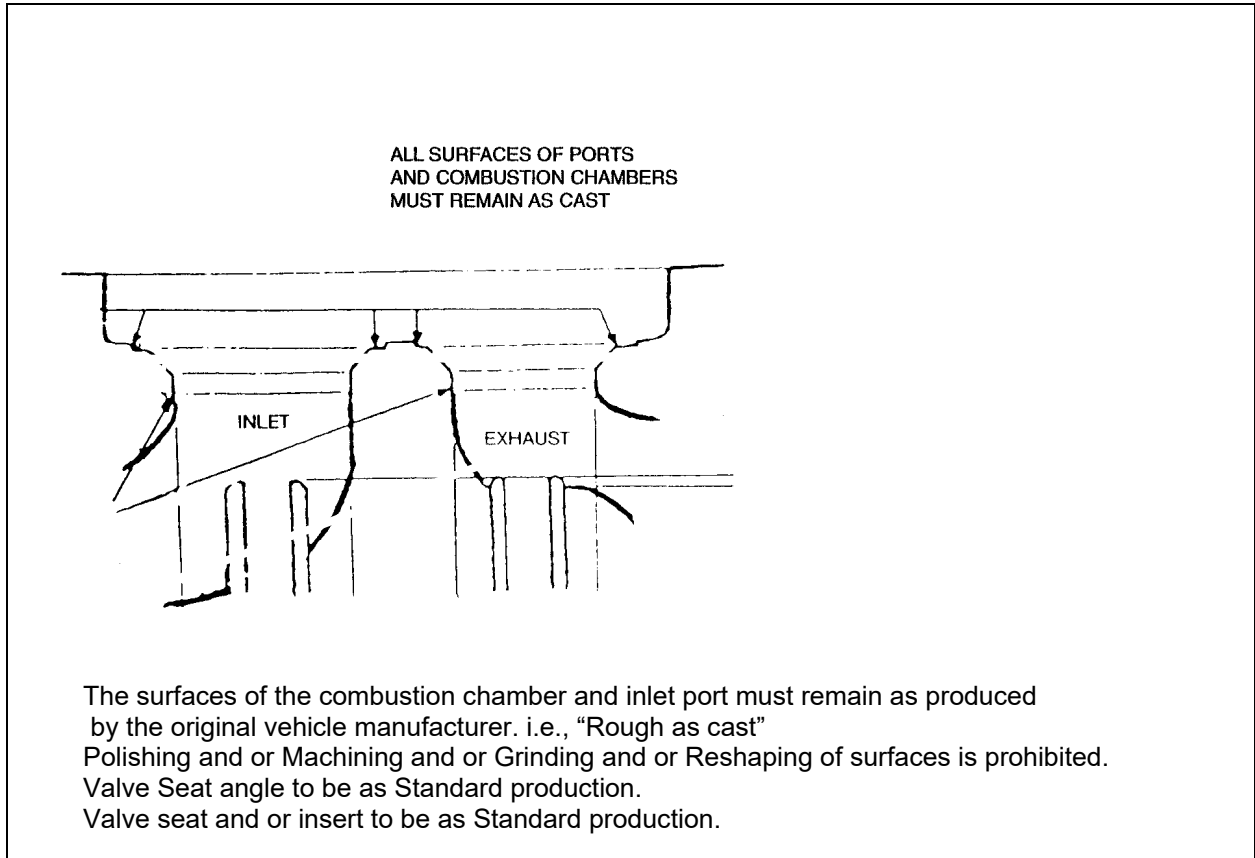 ALL SURFACES OF PORTS
AND COMBUSTION CHAMBERS
MUST REMAIN AS CAST
INLET
EXHAUST
The surfaces of the combustion chamber and inlet port must remain as produced
by the original vehicle manufacturer. i.e., “Rough as cast”
Polishing and or Machining and or Grinding and or Reshaping of surfaces is prohibited.
Valve Seat angle to be as Standard production.
Valve seat and or insert to be as Standard production.